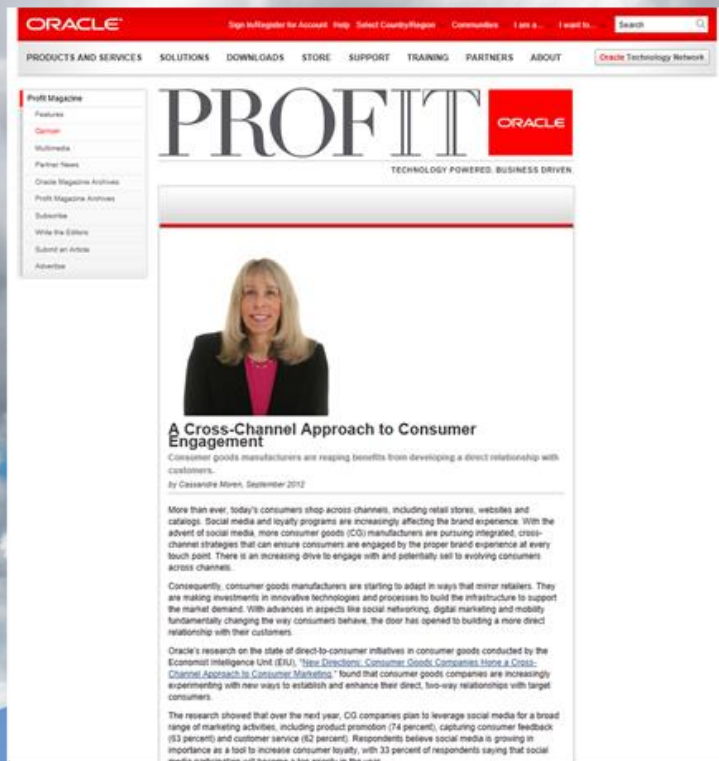 ORACLE
Sign In/Register for Account Help Select Country/Region Communities I am a... I want to... Search
PRODUCTS AND SERVICES SOLUTIONS DOWNLOADS STORE SUPPORT TRAINING PARTNERS ABOUT Oracle Technology Network
Profit Magazine
Features
Opinion
Multimedia
Partner News
Oracle Magazine Archives
Profit Magazine Archives
Subscribe
Write the Editors
Submit an Article
Advertise
PROFIT ORACLE
TECHNOLOGY POWERED. BUSINESS DRIVEN.
A Cross-Channel Approach to Consumer
Engagement
Consumer goods manufacturers are reaping benefits from developing a direct relationship with
customers.
by Cassandra Moren, September 2012
More than ever, today's consumers shop across channels, including retail stores, websites and
catalogs. Social media and loyalty programs are increasingly affecting the brand experience. With the
advent of social media, more consumer goods (CG) manufacturers are pursuing integrated, cross-
channel strategies that can ensure consumers are engaged by the proper brand experience at every
touch point. There is an increasing drive to engage with and potentially sell to evolving consumers
across channels.
Consequently, consumer goods manufacturers are starting to adapt in ways that mirror retailers. They
are making investments in innovative technologies and processes to build the infrastructure to support
the market demand. With advances in aspects like social networking, digital marketing and mobility
fundamentally changing the way consumers behave, the door has opened to building a more direct
relationship with their customers.
Oracle's research on the state of direct-to-consumer initiatives in consumer goods conducted by the
Economist Intelligence Unit (EIU), "New Directions: Consumer Goods Companies Hone a Cross-
Channel Approach to Consumer Marketing," found that consumer goods companies are increasingly
experimenting with new ways to establish and enhance their direct, two-way relationships with target
consumers.
The research showed that over the next year, CG companies plan to leverage social media for a broad
range of marketing activities, including product promotion (74 percent), capturing consumer feedback
(63 percent) and customer service (62 percent). Respondents believe social media is growing in
importance as a tool to increase consumer loyalty, with 33 percent of respondents saying that social
media participation will become a top priority in the year